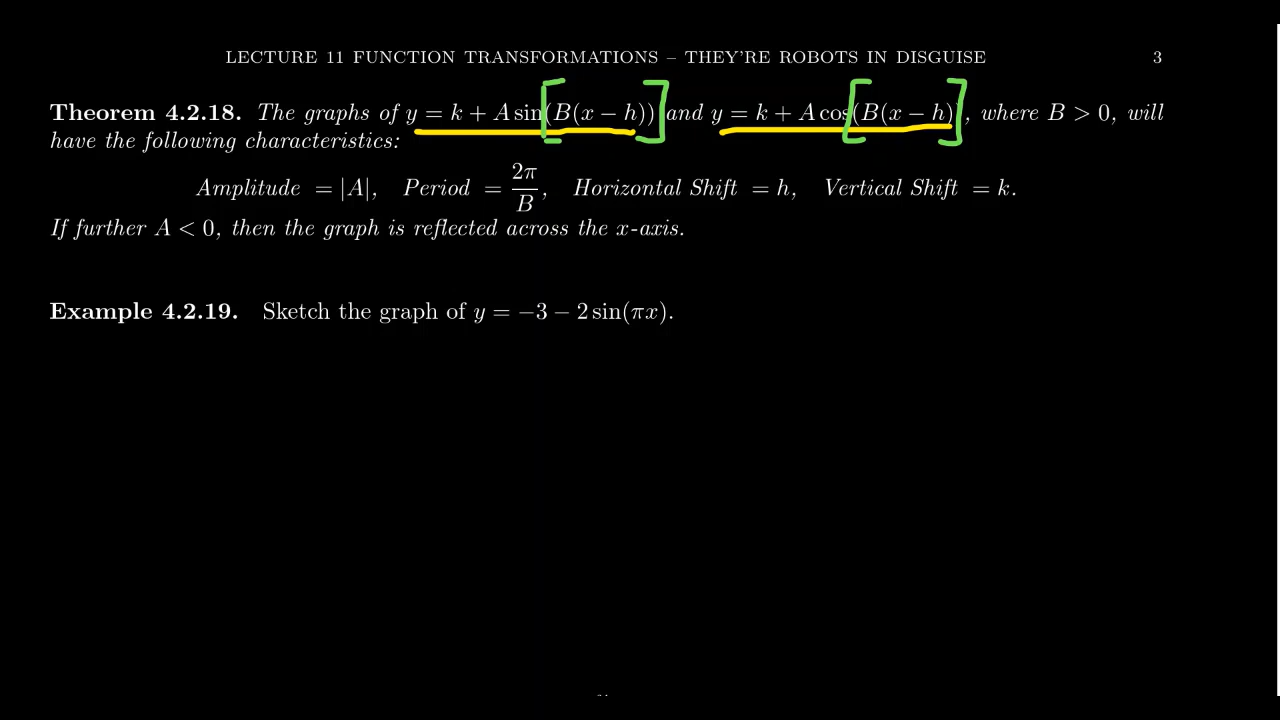 LECTURE 11 FUNCTION TRANSFORMATIONS – THEY'RE ROBOTS IN DISGUISE 3
Theorem 4.2.18. The graphs of y = k + A sin(B(x − h)) and y = k + A cos(B(x − h)), where B > 0, will
have the following characteristics:
Amplitude = |A|, Period = 2π/B, Horizontal Shift = h, Vertical Shift = k.
If further A < 0, then the graph is reflected across the x-axis.
Example 4.2.19. Sketch the graph of y = −3 − 2 sin(πx).